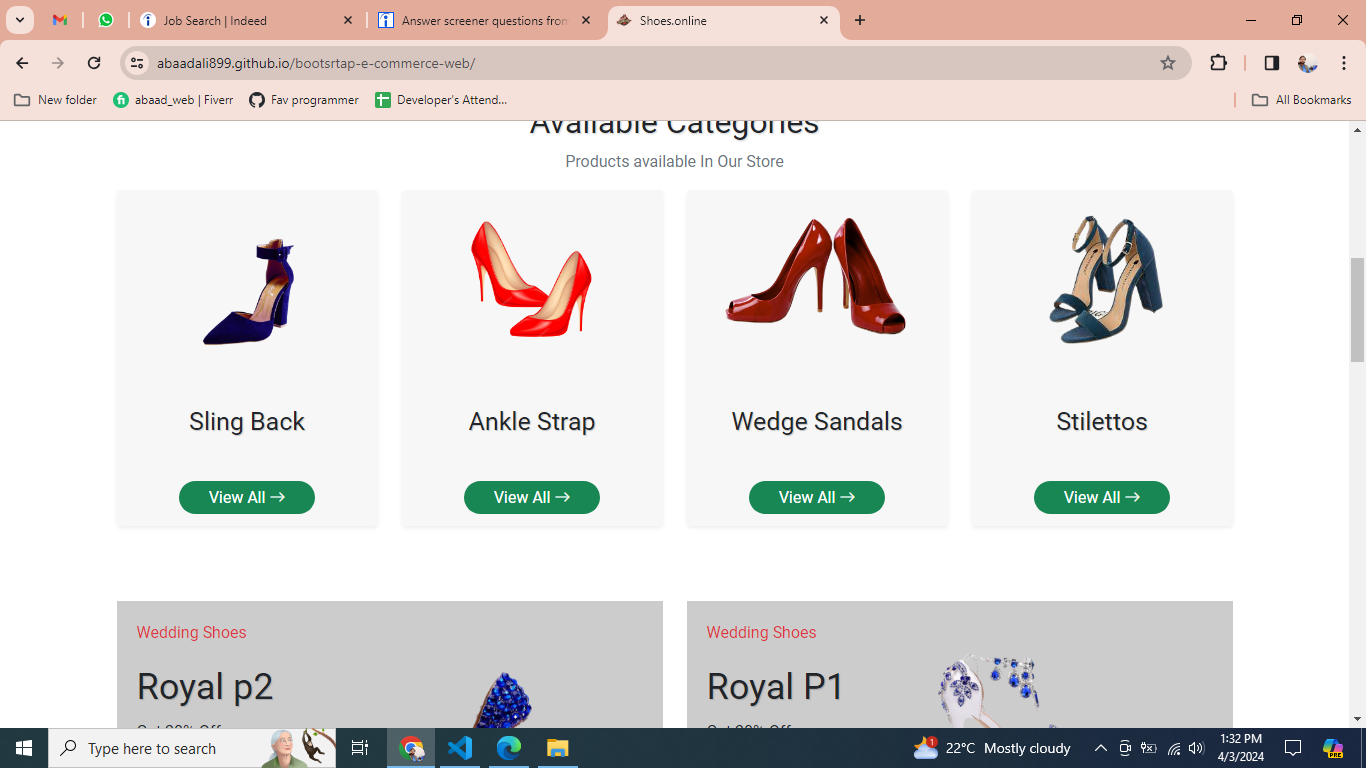 Job Search | Indeed
Answer screener questions from
Shoes.online
abaadali899.github.io/bootsrtap-e-commerce-web/
New folder
abaad_web | Fiverr
Fav programmer
Developer's Attend...
All Bookmarks
Available Categories
Products available In Our Store
Sling Back
Ankle Strap
Wedge Sandals
Stilettos
View All →
View All →
View All →
View All →
Wedding Shoes
Wedding Shoes
Royal p2
Royal P1
Type here to search
1
22°C Mostly cloudy
1:32 PM
4/3/2024
PRE